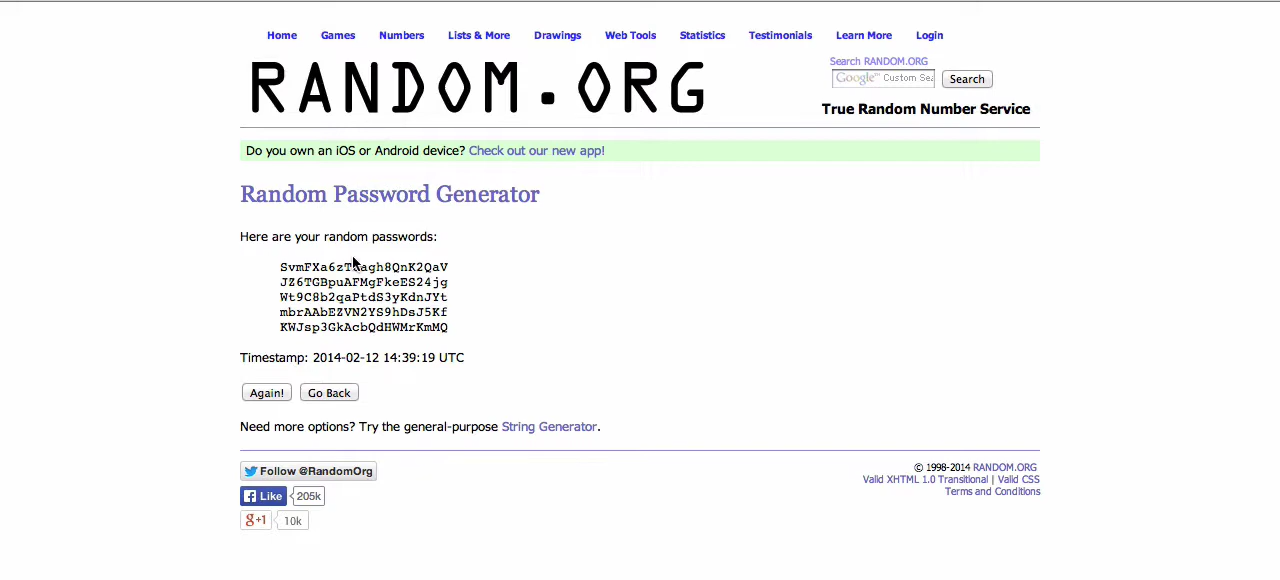 Home Games Numbers Lists & More Drawings Web Tools Statistics Testimonials Learn More Login
RANDOM.ORG
Search RANDOM.ORG
Google™ Custom Sea Search
True Random Number Service
Do you own an iOS or Android device? Check out our new app!
Random Password Generator
Here are your random passwords:
JZ6TGBpuAFMgFkeES24jg
Wt9C8b2qaPtdS3yKdnJYt
mbrAAbEZVN2YS9hDsJ5Kf
KWJsp3GkAcbQdHWMrKmMQ
Timestamp: 2014-02-12 14:39:19 UTC
Again! Go Back
Need more options? Try the general-purpose String Generator.
Follow @RandomOrg
Like 205k
g+1 10k
© 1998-2014 RANDOM.ORG
Valid XHTML 1.0 Transitional | Valid CSS
Terms and Conditions